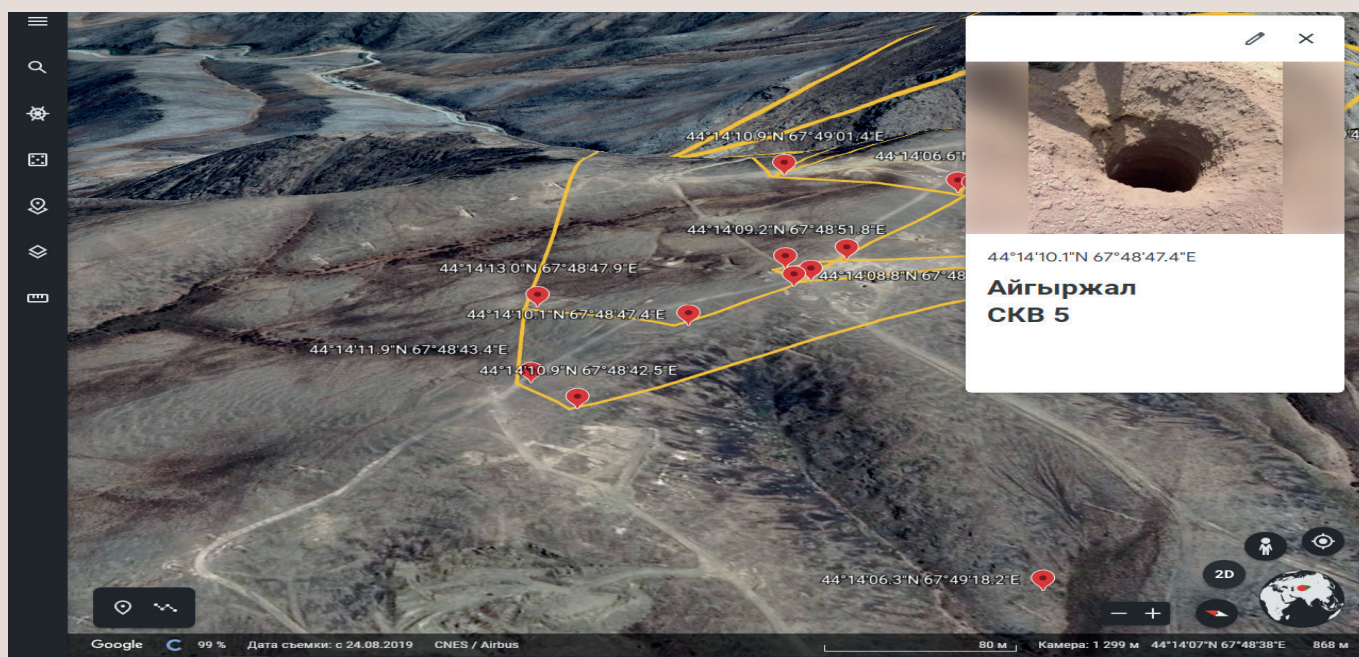 44°14'10.9"N 67°49'01.4"E
44°14'06.6"
44°14'09.2"N 67°48'51.8"E
44°14'13.0"N 67°48'47.9"E
44°14'08.8"N 67°48
44°14'10.1"N 67°48'47.4"E
44°14'11.9"N 67°48'43.4"E
44°14'10.9"N 67°48'42.5"E
44°14'10.1"N 67°48'47.4"E
Айгыржал
СКВ 5
44°14'06.3"N 67°49'18.2"E
2D
Google 99 % Дата съемки: с 24.08.2019 CNES / Airbus 80 м Камера: 1 299 м 44°14'07"N 67°48'38"E 868 м